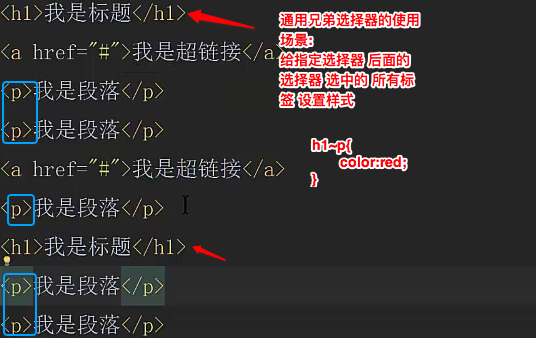 <h1>我是标题</h1>
<a href="#">我是超链接</a>
<p>我是段落</p>
<p>我是段落</p>
<a href="#">我是超链接</a>
<p>我是段落</p>
<h1>我是标题</h1>
<p>我是段落</p>
<p>我是段落</p>
通用兄弟选择器的使用
场景:
给指定选择器 后面的
选择器 选中的 所有标
签 设置样式
h1~p{
color:red;
}